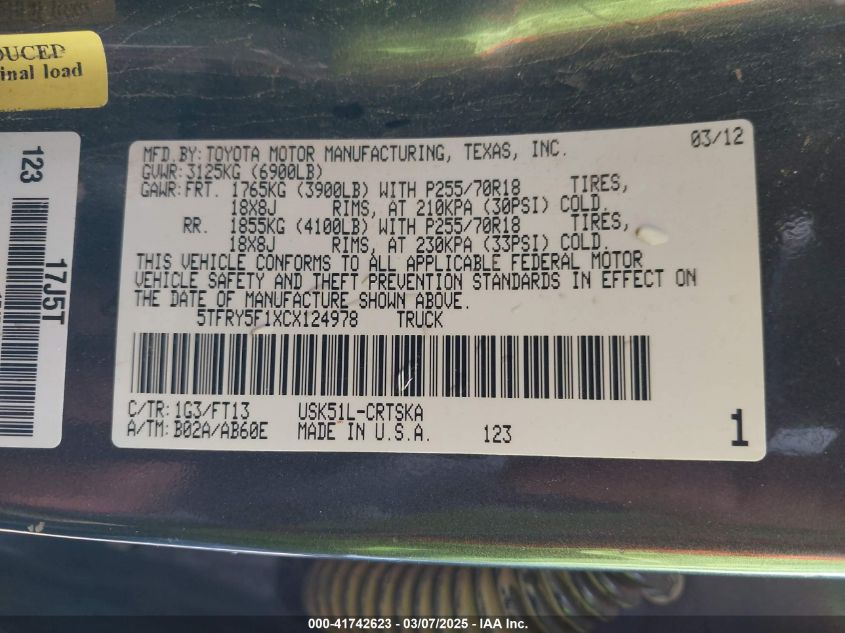 DUCED
inal load
123
17J5T
MFD. BY: TOYOTA MOTOR MANUFACTURING, TEXAS, INC. 03/12
GVWR: 3125KG (6900LB)
GAWR: FRT. 1765KG (3900LB) WITH P255/70R18 TIRES,
18X8J RIMS, AT 210KPA (30PSI) COLD.
RR. 1855KG (4100LB) WITH P255/70R18 TIRES,
18X8J RIMS, AT 230KPA (33PSI) COLD.
THIS VEHICLE CONFORMS TO ALL APPLICABLE FEDERAL MOTOR
VEHICLE SAFETY AND THEFT PREVENTION STANDARDS IN EFFECT ON
THE DATE OF MANUFACTURE SHOWN ABOVE.
5TFRY5F1XCX124978 TRUCK
C/TR: 1G3/FT13 USK51L-CRTSKA
A/TM: B02A/AB60E MADE IN U.S.A. 123 1
000-41742623 — 03/07/2025 — IAA Inc.